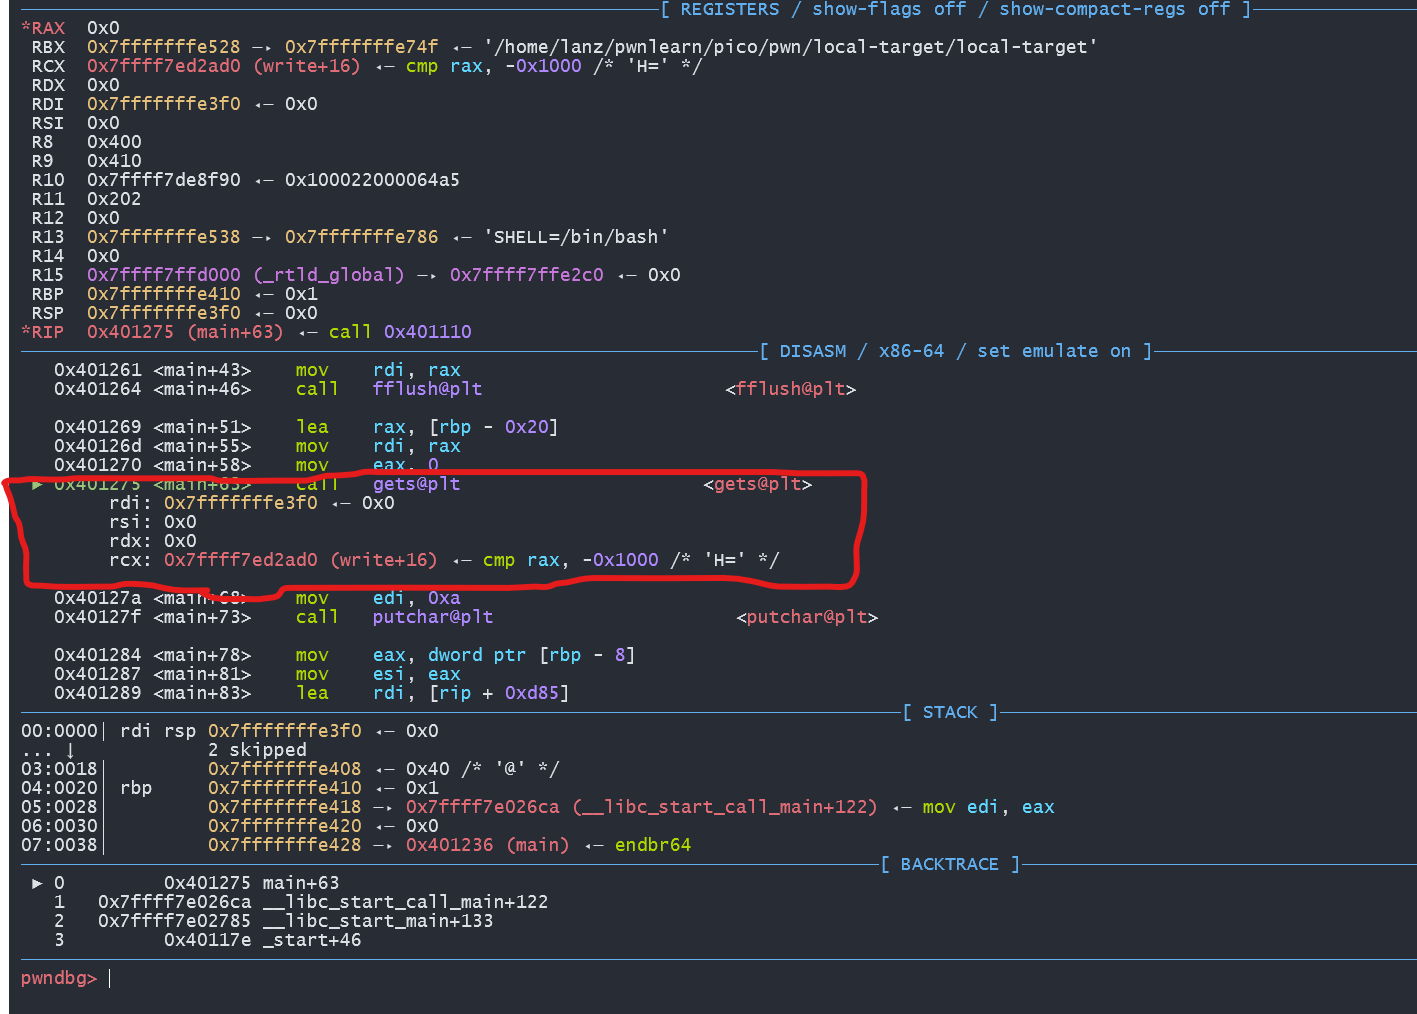 [ REGISTERS / show-flags off / show-compact-regs off ]
*RAX  0x0
 RBX  0x7fffffffe528 —▸ 0x7fffffffe74f ◂— '/home/lanz/pwnlearn/pico/pwn/local-target/local-target'
 RCX  0x7ffff7ed2ad0 (write+16) ◂— cmp rax, -0x1000 /* 'H=' */
 RDX  0x0
 RDI  0x7fffffffe3f0 ◂— 0x0
 RSI  0x0
 R8   0x400
 R9   0x410
 R10  0x7ffff7de8f90 ◂— 0x100022000064a5
 R11  0x202
 R12  0x0
 R13  0x7fffffffe538 —▸ 0x7fffffffe786 ◂— 'SHELL=/bin/bash'
 R14  0x0
 R15  0x7ffff7ffd000 (_rtld_global) —▸ 0x7ffff7ffe2c0 ◂— 0x0
 RBP  0x7fffffffe410 ◂— 0x1
 RSP  0x7fffffffe3f0 ◂— 0x0
*RIP  0x401275 (main+63) ◂— call 0x401110
[ DISASM / x86-64 / set emulate on ]
   0x401261 <main+43>    mov    rdi, rax
   0x401264 <main+46>    call   fflush@plt                      <fflush@plt>
   0x401269 <main+51>    lea    rax, [rbp - 0x20]
   0x40126d <main+55>    mov    rdi, rax
   0x401270 <main+58>    mov    eax, 0
 ► 0x401275 <main+63>    call   gets@plt                      <gets@plt>
        rdi: 0x7fffffffe3f0 ◂— 0x0
        rsi: 0x0
        rdx: 0x0
        rcx: 0x7ffff7ed2ad0 (write+16) ◂— cmp rax, -0x1000 /* 'H=' */
   0x40127a <main+68>    mov    edi, 0xa
   0x40127f <main+73>    call   putchar@plt                      <putchar@plt>
   0x401284 <main+78>    mov    eax, dword ptr [rbp - 8]
   0x401287 <main+81>    mov    esi, eax
   0x401289 <main+83>    lea    rdi, [rip + 0xd85]
[ STACK ]
00:0000│ rdi rsp 0x7fffffffe3f0 ◂— 0x0
... ↓            2 skipped
03:0018│         0x7fffffffe408 ◂— 0x40 /* '@' */
04:0020│ rbp     0x7fffffffe410 ◂— 0x1
05:0028│         0x7fffffffe418 —▸ 0x7ffff7e026ca (__libc_start_call_main+122) ◂— mov edi, eax
06:0030│         0x7fffffffe420 ◂— 0x0
07:0038│         0x7fffffffe428 —▸ 0x401236 (main) ◂— endbr64
[ BACKTRACE ]
 ► 0         0x401275 main+63
   1   0x7ffff7e026ca __libc_start_call_main+122
   2   0x7ffff7e02785 __libc_start_main+133
   3         0x40117e _start+46
pwndbg>